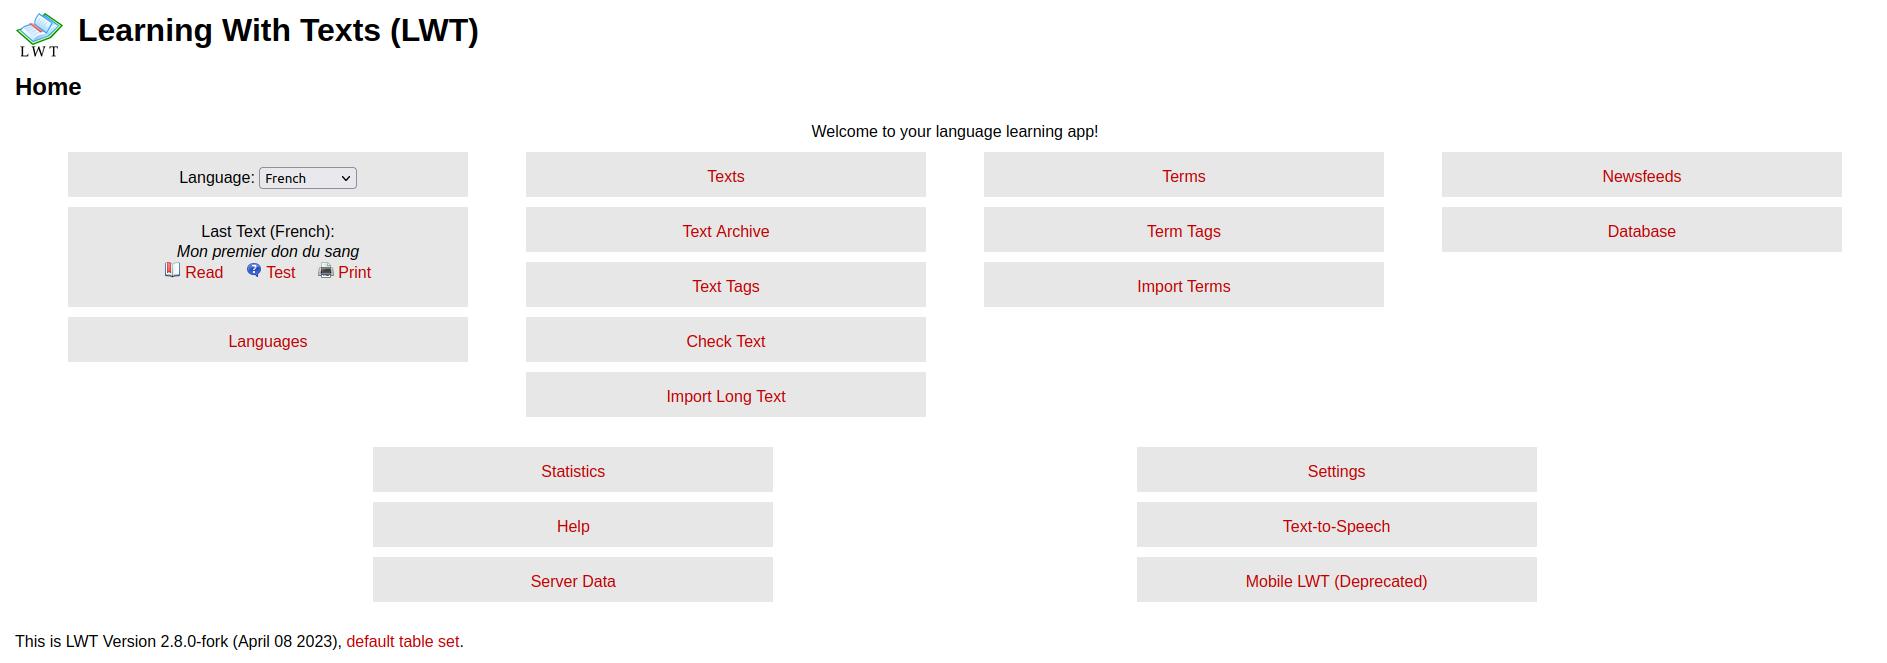 LWT
Learning With Texts (LWT)
Home
Welcome to your language learning app!
Language: French
Last Text (French):
Mon premier don du sang
Read Test Print
Languages
Texts
Text Archive
Text Tags
Check Text
Import Long Text
Terms
Term Tags
Import Terms
Newsfeeds
Database
Statistics
Help
Server Data
Settings
Text-to-Speech
Mobile LWT (Deprecated)
This is LWT Version 2.8.0-fork (April 08 2023), default table set.